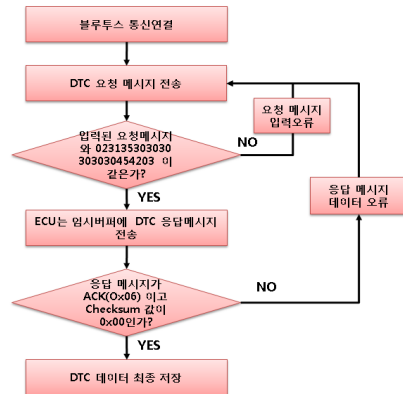 블루투스 통신연결
DTC 요청 메시지 전송
요청 메시지
입력오류
입력된 요청메시지
와 023135303030
303030454203 이
같은가?
NO
YES
응답 메시지
데이터 오류
ECU는 임시버퍼에 DTC 응답메시지
전송
응답 메시지가
ACK(Ox06) 이고
Checksum 값이
0x00인가?
NO
YES
DTC 데이터 최종 저장